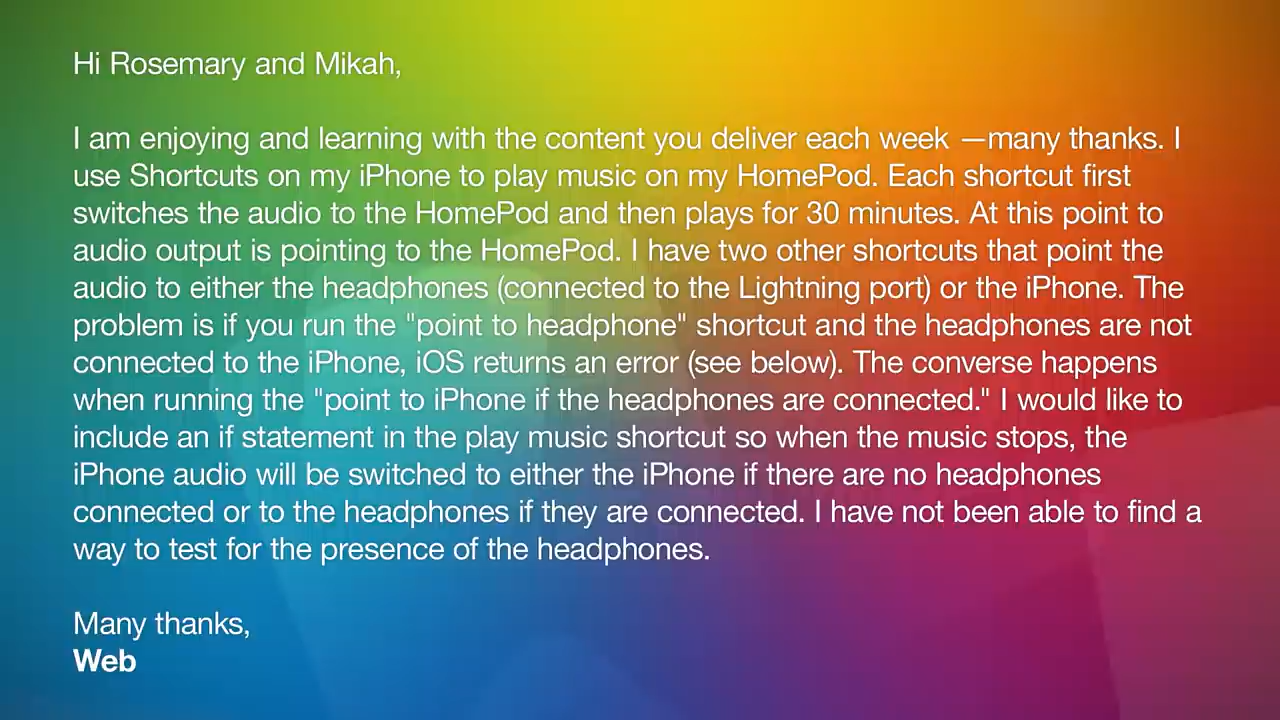 Hi Rosemary and Mikah,
I am enjoying and learning with the content you deliver each week —many thanks. I
use Shortcuts on my iPhone to play music on my HomePod. Each shortcut first
switches the audio to the HomePod and then plays for 30 minutes. At this point to
audio output is pointing to the HomePod. I have two other shortcuts that point the
audio to either the headphones (connected to the Lightning port) or the iPhone. The
problem is if you run the "point to headphone" shortcut and the headphones are not
connected to the iPhone, iOS returns an error (see below). The converse happens
when running the "point to iPhone if the headphones are connected." I would like to
include an if statement in the play music shortcut so when the music stops, the
iPhone audio will be switched to either the iPhone if there are no headphones
connected or to the headphones if they are connected. I have not been able to find a
way to test for the presence of the headphones.
Many thanks,
Web